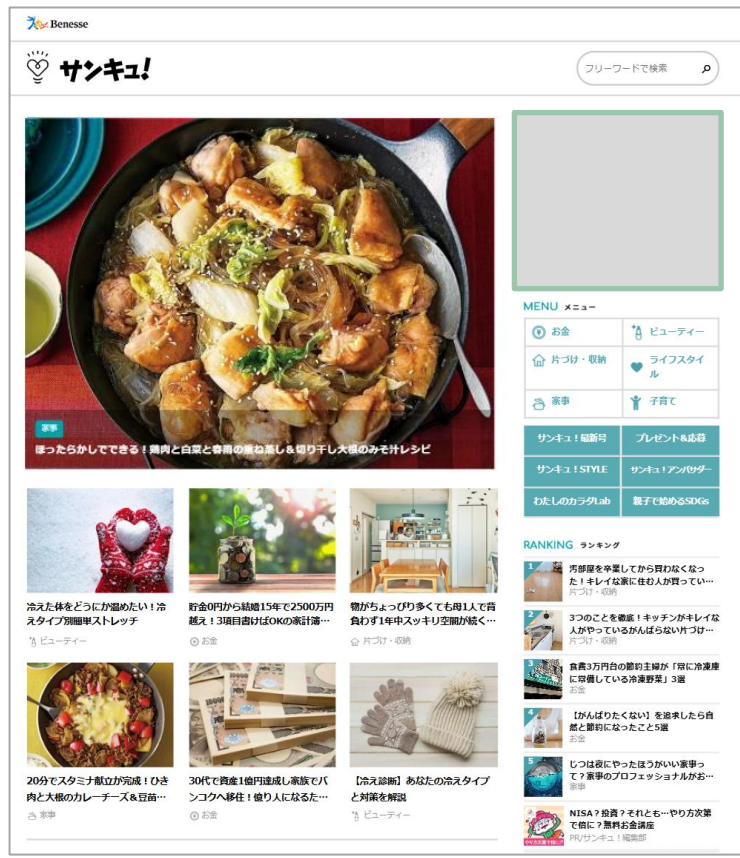 Benesse
サンキュ!
フリーワードで検索
家事
ほったらかしでできる！鶏肉と白菜と春雨の重ね蒸し＆切り干し大根のみそ汁レシピ
冷えた体をどうにか温めたい！冷
えタイプ別簡単ストレッチ
ビューティー
貯金0円から結婚15年で2500万円
越え！3項目書けばOKの家計簿…
お金
物がちょっぴり多くても母1人で背
負わず1年中スッキリ空間が続く…
片づけ・収納
20分でスタミナ献立が完成！ひき
肉と大根のカレーチーズ＆豆苗…
家事
30代で資産1億円達成し家族でバ
ンコクへ移住！億り人になるた…
お金
【冷え診断】あなたの冷えタイプ
と対策を解説
ビューティー
MENU メニュー
お金
ビューティー
片づけ・収納
ライフスタイ
ル
家事
子育て
サンキュ！最新号
プレゼント&応募
サンキュ！STYLE
サンキュ！アンバサダー
わたしのカラダLab
親子で始めるSDGs
RANKING ランキング
1
汚部屋を卒業してから買わなくなっ
た！キレイな家に住む人が買ってい…
片づけ・収納
2
3つのことを徹底！キッチンがキレイな
人がやっているがんばらない片づけ…
片づけ・収納
3
食費3万円台の節約主婦が「常に冷凍庫
に常備している冷凍野菜」3選
お金
4
【がんばりたくない】を追求したら自
然と節約になったこと5選
お金
5
じつは夜にやったほうがいい家事っ
て？家事のプロフェッショナルがお…
家事
NISA？投資？それとも…やり方次第
で倍に？無料お金講座
PR/サンキュ！編集部